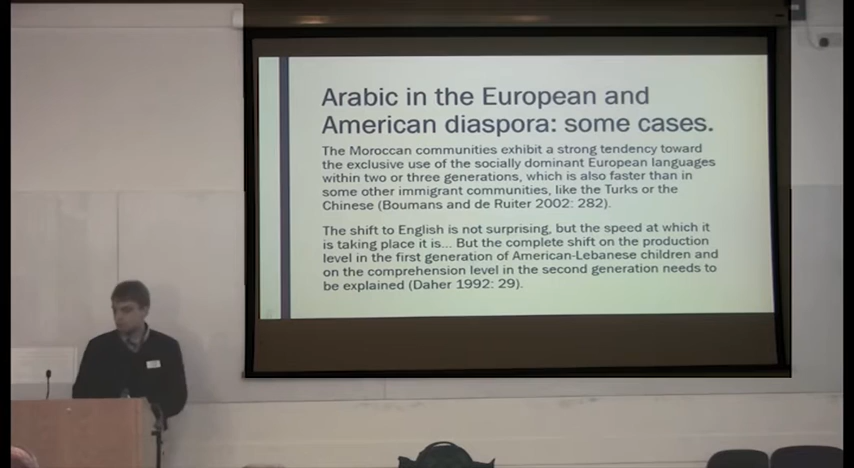 Arabic in the European and
American diaspora: some cases.
The Moroccan communities exhibit a strong tendency toward
the exclusive use of the socially dominant European languages
within two or three generations, which is also faster than in
some other immigrant communities, like the Turks or the
Chinese (Boumans and de Ruiter 2002: 282).
The shift to English is not surprising, but the speed at which it
is taking place it is... But the complete shift on the production
level in the first generation of American-Lebanese children and
on the comprehension level in the second generation needs to
be explained (Daher 1992: 29).